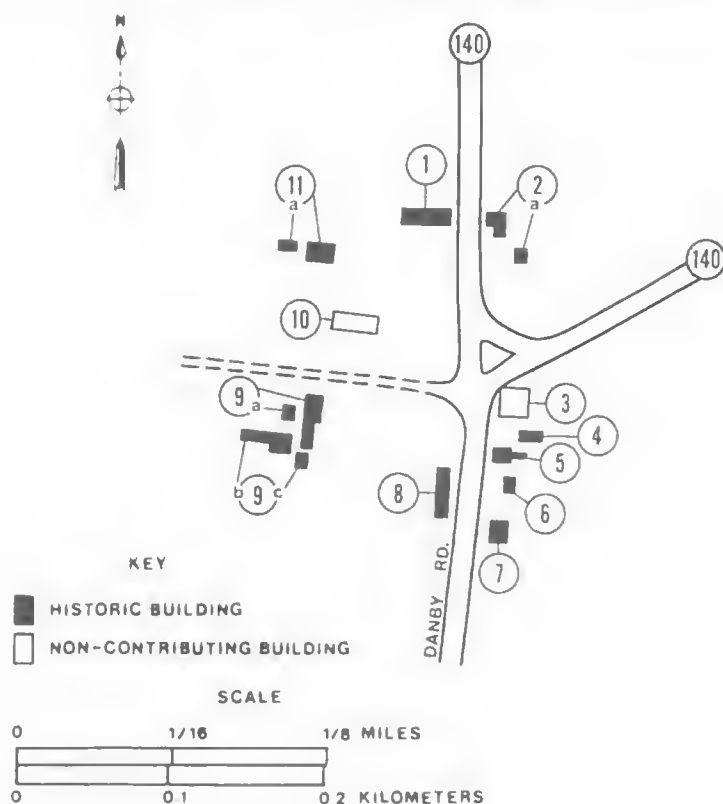 N
140
1
2
a
11
a
140
10
9
a
3
4
5
b 9 c
8
6
7
DANBY RD.
KEY
HISTORIC BUILDING
NON-CONTRIBUTING BUILDING
SCALE
0 1/16 1/8 MILES
0 0.1 0.2 KILOMETERS